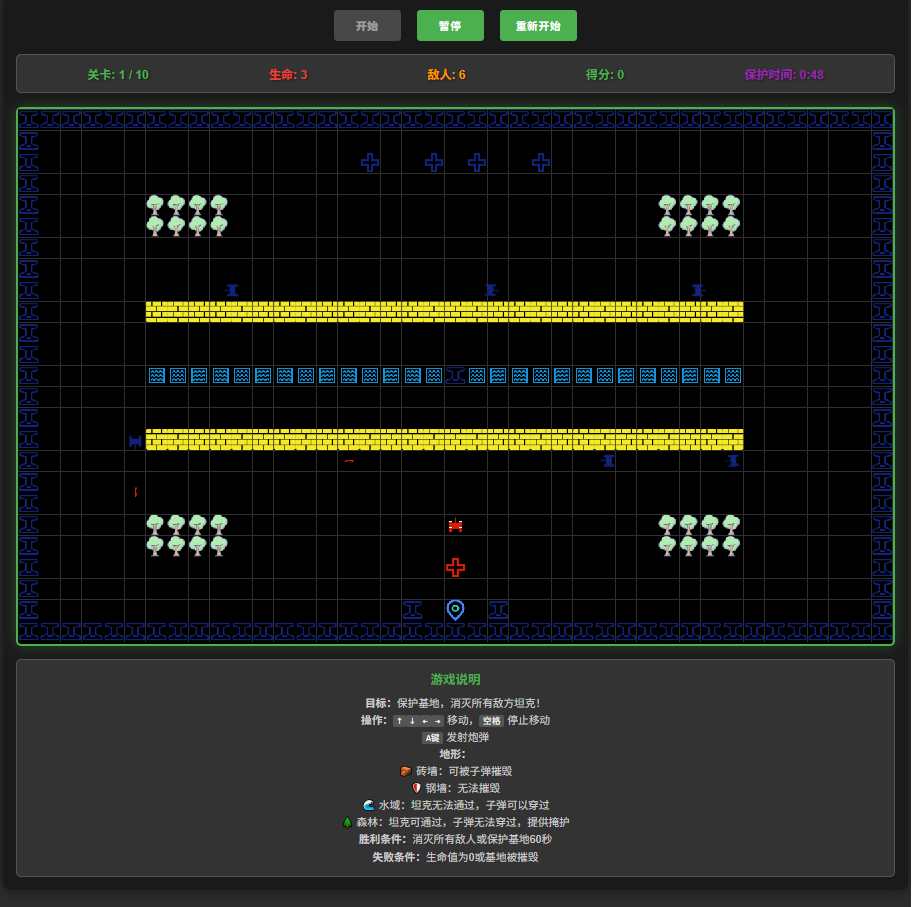 开始 暂停 重新开始
关卡: 1 / 10 生命: 3 敌人: 6 得分: 0 保护时间: 0:48
游戏说明
目标：保护基地，消灭所有敌方坦克！
操作：↑ ↓ ← → 移动，空格 停止移动
A键 发射炮弹
地形：
砖墙：可被子弹摧毁
钢墙：无法摧毁
水域：坦克无法通过，子弹可以穿过
森林：坦克可通过，子弹无法穿过，提供掩护
胜利条件：消灭所有敌人或保护基地60秒
失败条件：生命值为0或基地被摧毁